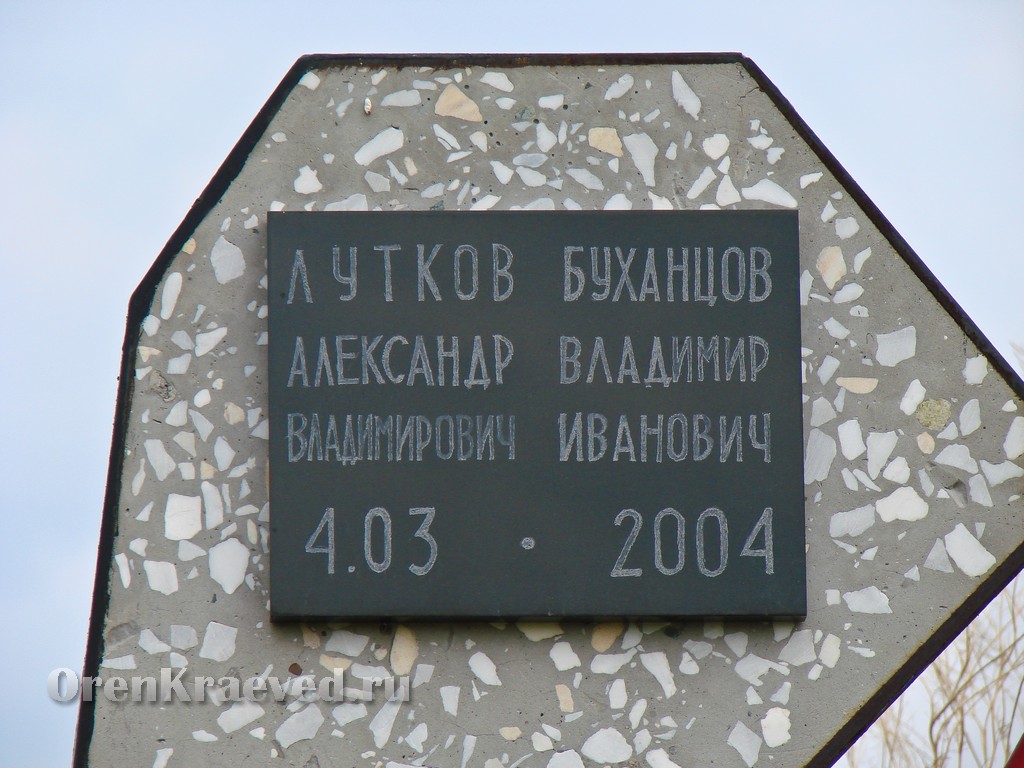 ЛУТКОВ БУХАНЦОВ
АЛЕКСАНДР ВЛАДИМИР
ВЛАДИМИРОВИЧ ИВАНОВИЧ
4.03 · 2004
OrenKraeved.ru